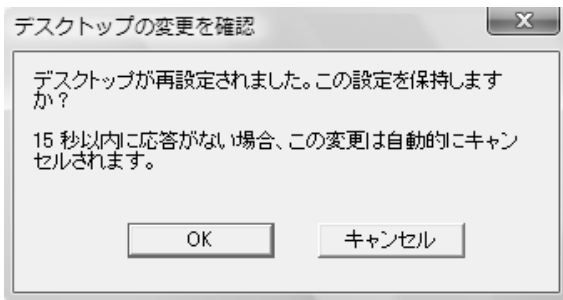 デスクトップの変更を確認
デスクトップが再設定されました。この設定を保持します
か？
15 秒以内に応答がない場合、この変更は自動的にキャン
セルされます。
OK
キャンセル